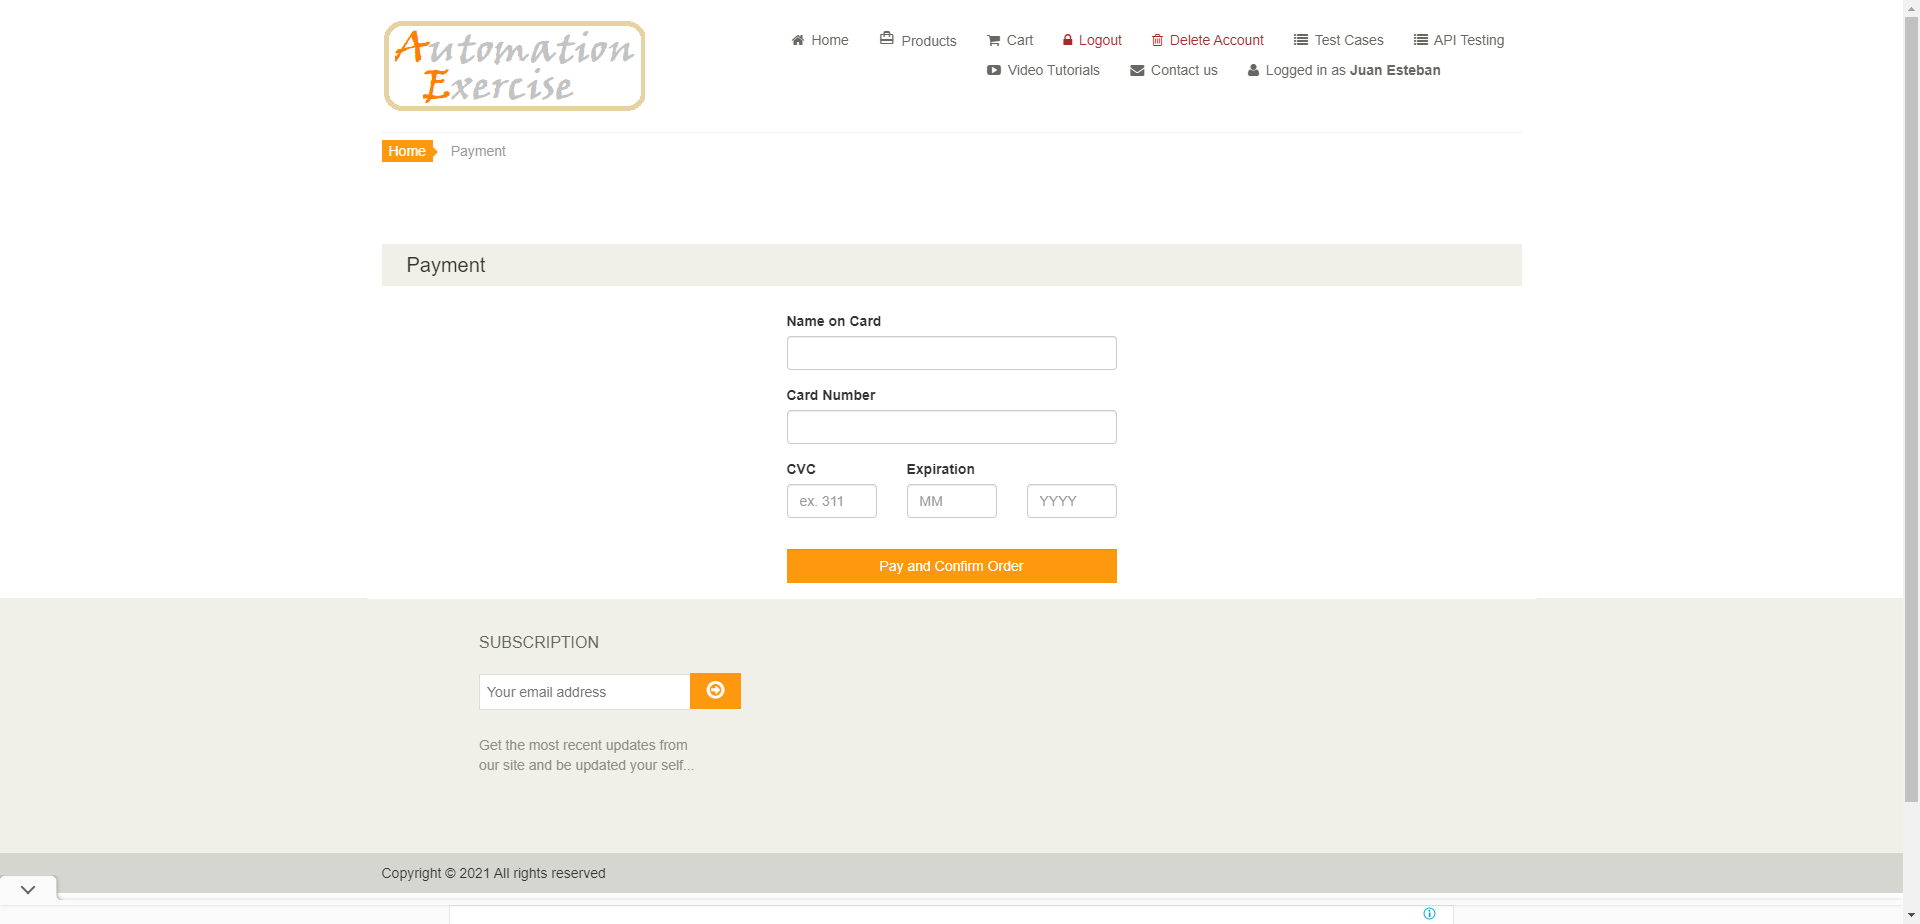 Automation
Exercise
Home
Products
Cart
Logout
Delete Account
Test Cases
API Testing
Video Tutorials
Contact us
Logged in as Juan Esteban
Home
Payment
Payment
Name on Card
Card Number
CVC
Expiration
ex. 311
MM
YYYY
Pay and Confirm Order
SUBSCRIPTION
Your email address
Get the most recent updates from
our site and be updated your self...
Copyright © 2021 All rights reserved